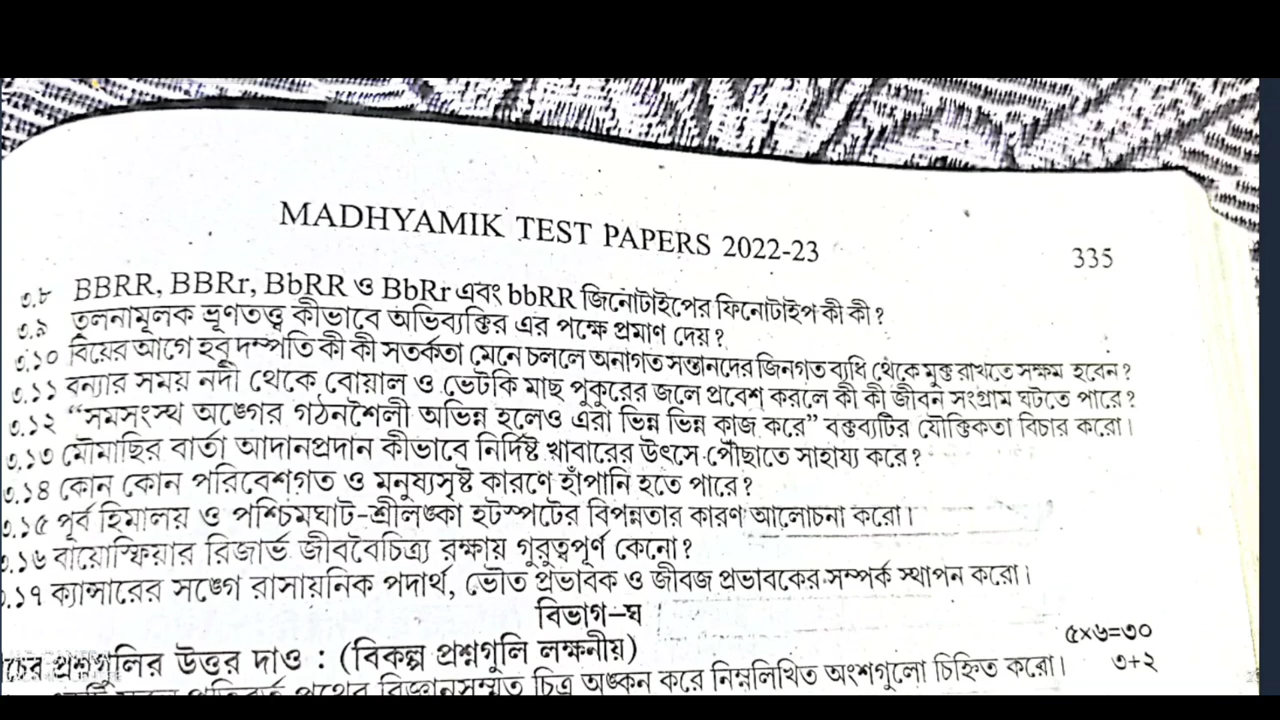 MADHYAMIK TEST PAPERS 2022-23 335
৩.৮ BBRR, BBRr, BbRR ও BbRr এবং bbRR জিনোটাইপের ফিনোটাইপ কী কী?
৩.৯ তুলনামূলক ভ্রূণতত্ত্ব কীভাবে অভিব্যক্তির এর পক্ষে প্রমাণ দেয়?
৩.১০ বিয়ের আগে হবু দম্পতি কী কী সতর্কতা মেনে চললে অনাগত সন্তানদের জিনগত ব্যধি থেকে মুক্ত রাখতে সক্ষম হবেন?
৩.১১ বন্যার সময় নদী থেকে বোয়াল ও ভেটকি মাছ পুকুরের জলে প্রবেশ করলে কী কী জীবন সংগ্রাম ঘটতে পারে?
৩.১২ “সমসংস্থ অঙ্গের গঠনশৈলী অভিন্ন হলেও এরা ভিন্ন ভিন্ন কাজ করে” বক্তব্যটির যৌক্তিকতা বিচার করো।
৩.১৩ মৌমাছির বার্তা আদানপ্রদান কীভাবে নির্দিষ্ট খাবারের উৎসে পৌঁছাতে সাহায্য করে?
৩.১৪ কোন কোন পরিবেশগত ও মনুষ্যসৃষ্ট কারণে হাঁপানি হতে পারে?
৩.১৫ পূর্ব হিমালয় ও পশ্চিমঘাট-শ্রীলঙ্কা হটস্পটের বিপন্নতার কারণ আলোচনা করো।
৩.১৬ বায়োস্ফিয়ার রিজার্ভ জীববৈচিত্র্য রক্ষায় গুরুত্বপূর্ণ কেনো?
.১৭ ক্যান্সারের সঙ্গে রাসায়নিক পদার্থ, ভৌত প্রভাবক ও জীবজ প্রভাবকের সম্পর্ক স্থাপন করো।
বিভাগ–ঘ
প্রশ্নগুলির উত্তর দাও : (বিকল্প প্রশ্নগুলি লক্ষনীয়) ৫×৬=৩০
চিত্র অঙ্কন করে নিম্নলিখিত অংশগুলো চিহ্নিত করো। ৩+২